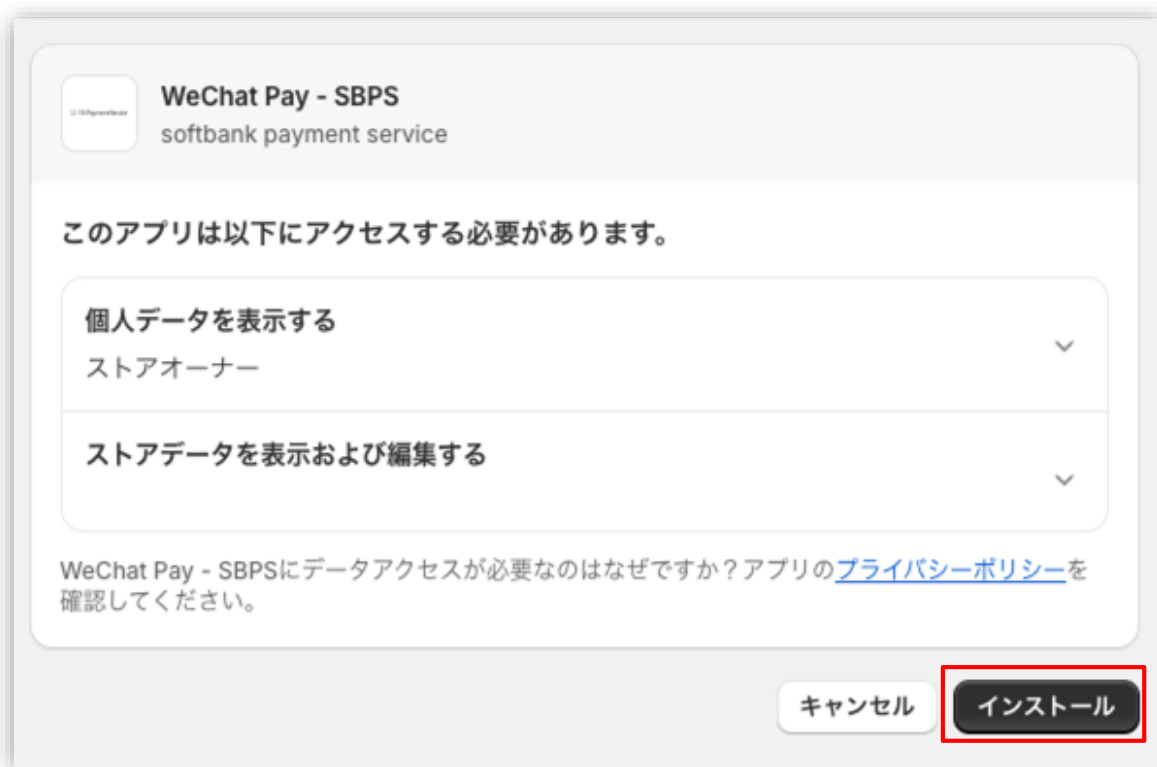 WeChat Pay - SBPS
softbank payment service
このアプリは以下にアクセスする必要があります。
個人データを表示する
ストアオーナー
ストアデータを表示および編集する
WeChat Pay - SBPSにデータアクセスが必要なのはなぜですか？アプリのプライバシーポリシーを
確認してください。
キャンセル
インストール